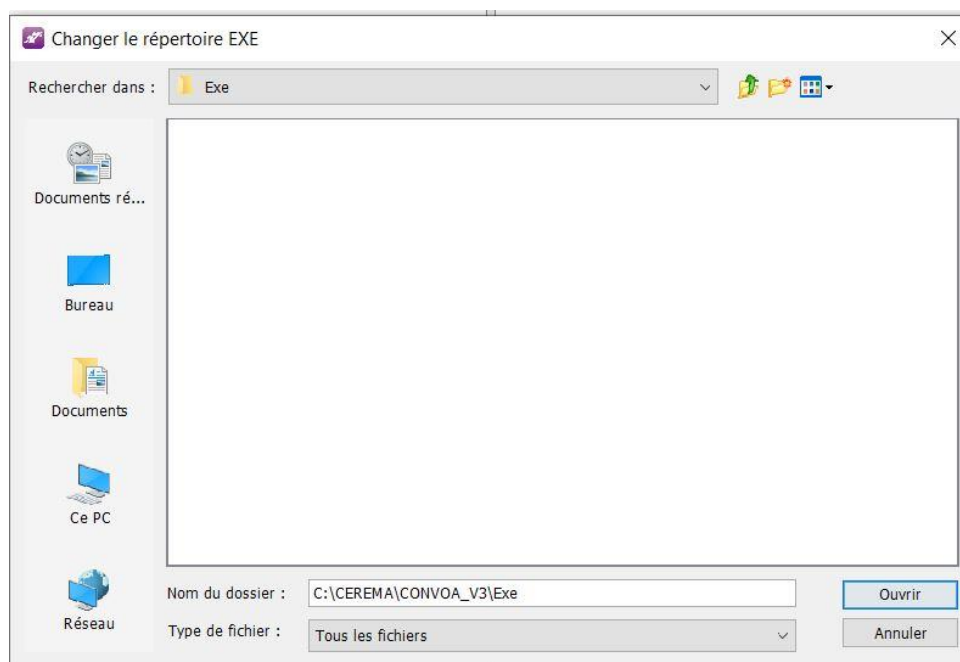 Changer le répertoire EXE
Rechercher dans :
Exe
Documents ré...
Bureau
Documents
Ce PC
Réseau
Nom du dossier :
C:\CEREMA\CONVOA_V3\Exe
Ouvrir
Type de fichier :
Tous les fichiers
Annuler